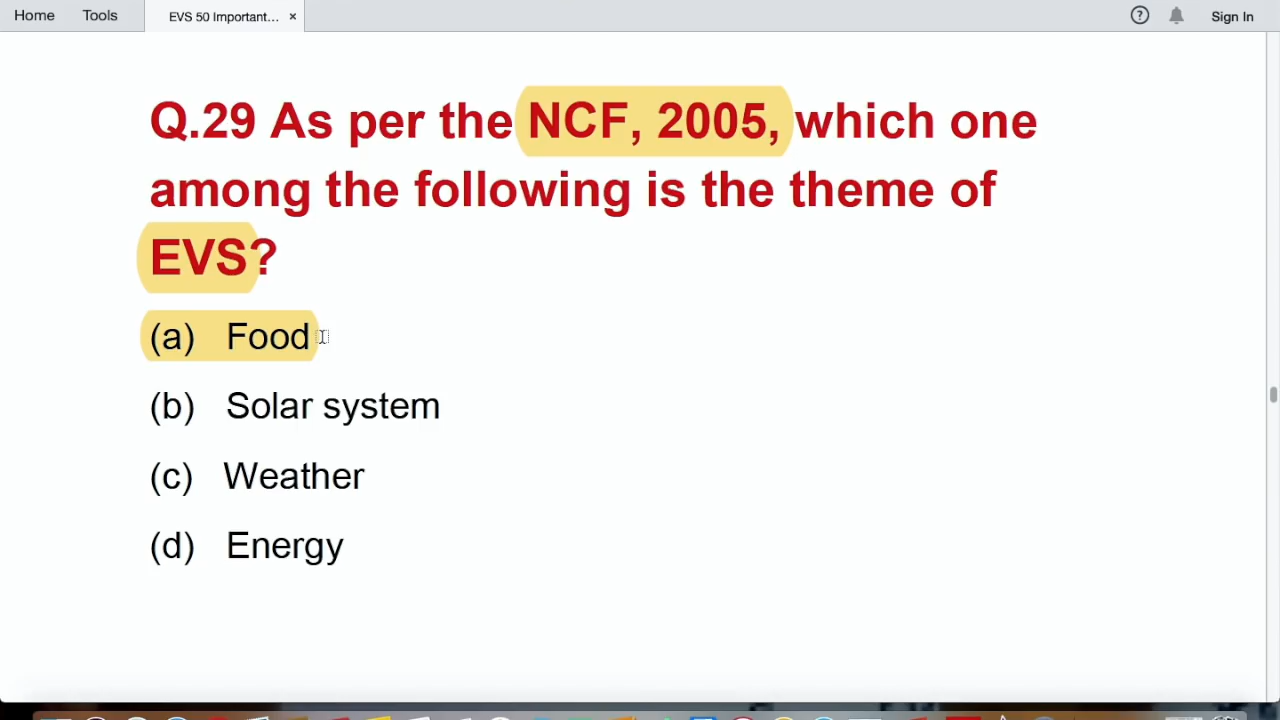 Home Tools EVS 50 Important... × Sign In
Q.29 As per the NCF, 2005, which one
among the following is the theme of
EVS?
(a) Food
(b) Solar system
(c) Weather
(d) Energy